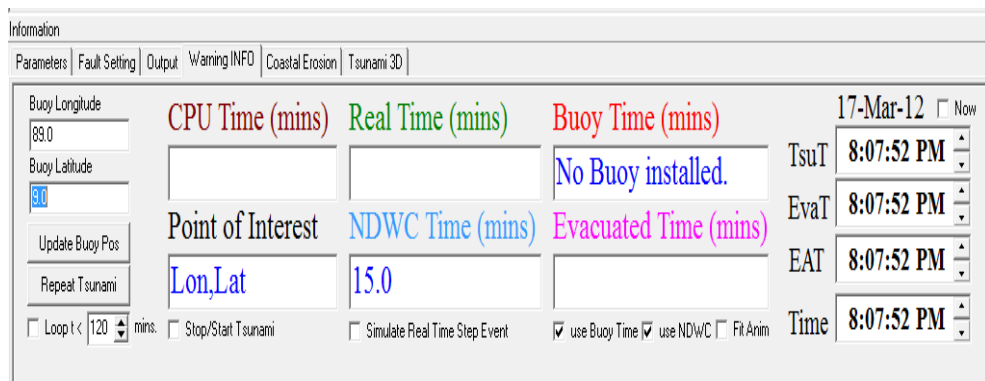 Information
Parameters Fault Setting Output Warning INFO Coastal Erosion Tsunami 3D
Buoy Longitude
89.0
Buoy Latitude
9.0
Update Buoy Pos
Repeat Tsunami
Loop t < 120 mins.
CPU Time (mins) Real Time (mins) Buoy Time (mins)
No Buoy installed.
Point of Interest NDWC Time (mins) Evacuated Time (mins)
Lon,Lat 15.0
Stop/Start Tsunami Simulate Real Time Step Event use Buoy Time use NDWC Fit Anim
17-Mar-12 Now
TsuT 8:07:52 PM
EvaT 8:07:52 PM
EAT 8:07:52 PM
Time 8:07:52 PM